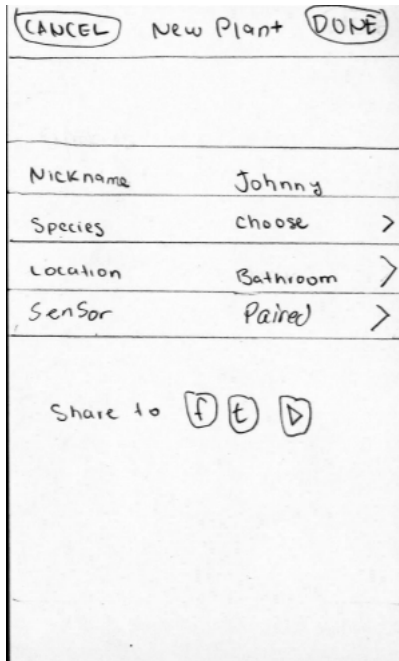 CANCEL New Plant DONE
Nickname Johnny
Species choose >
Location Bathroom >
Sensor Paired >
Share to f t